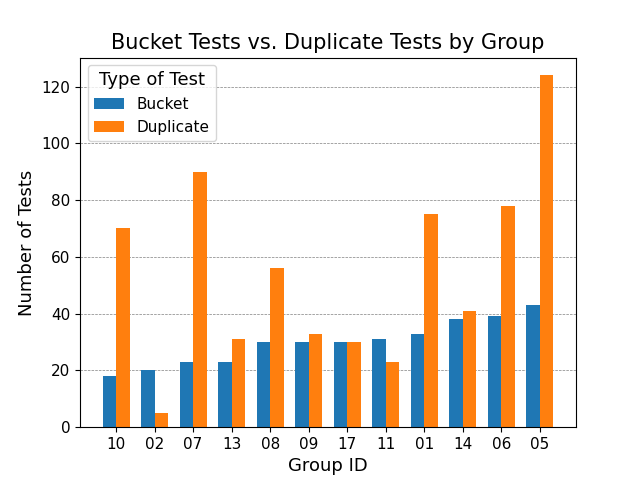 Bucket Tests vs. Duplicate Tests by Group
Type of Test
Bucket
Duplicate
Number of Tests
120
100
80
60
40
20
0
10 02 07 13 08 09 17 11 01 14 06 05
Group ID